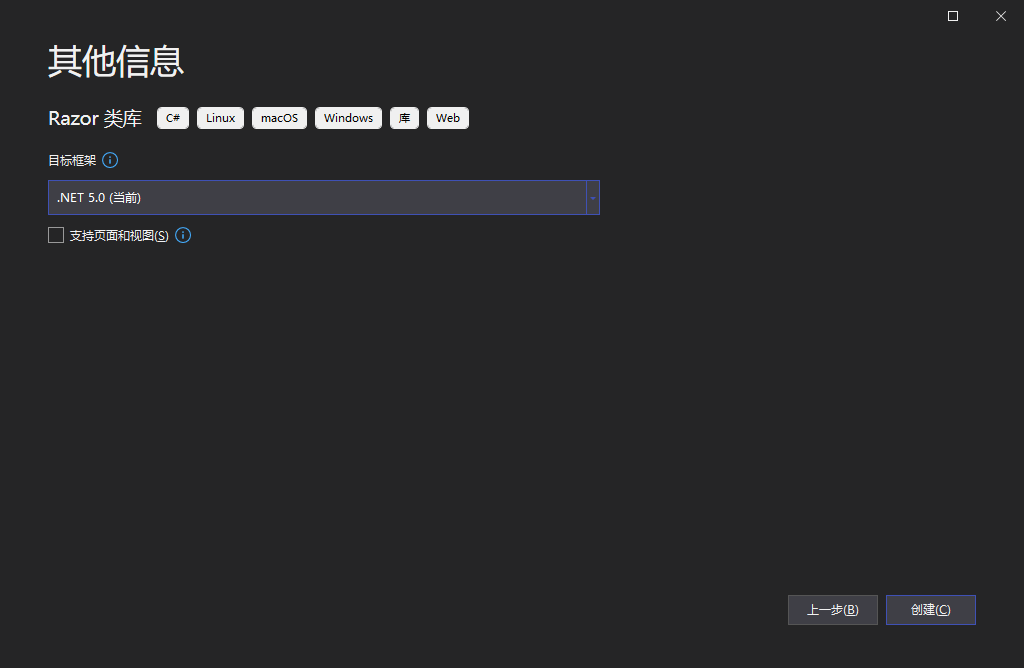 其他信息
Razor 类库 C# Linux macOS Windows 库 Web
目标框架
.NET 5.0 (当前)
支持页面和视图(S)
上一步(B) 创建(C)